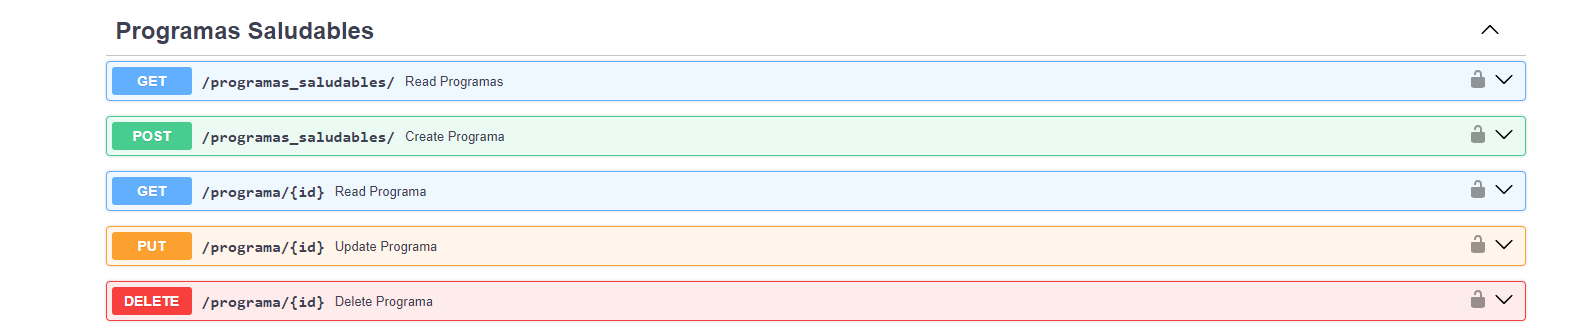 Programas Saludables
GET /programas_saludables/ Read Programas
POST /programas_saludables/ Create Programa
GET /programa/{id} Read Programa
PUT /programa/{id} Update Programa
DELETE /programa/{id} Delete Programa